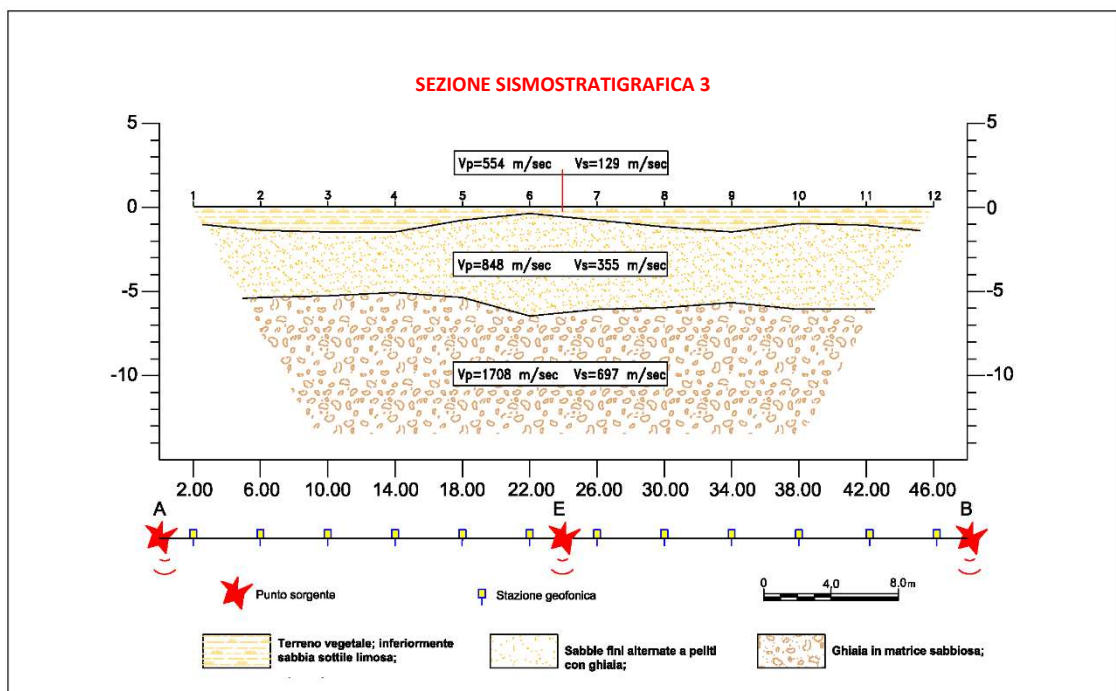 SEZIONE SISMOSTRATIGRAFICA 3
5 5
Vp=554 m/sec Vs=129 m/sec
1 2 3 4 5 6 7 8 9 10 11 12
0 0
Vp=848 m/sec Vs=355 m/sec
-5 -5
Vp=1708 m/sec Vs=697 m/sec
-10 -10
2.00 6.00 10.00 14.00 18.00 22.00 26.00 30.00 34.00 38.00 42.00 46.00
A E B
0 4.0 8.0m
Punto sorgente
Stazione geofonica
Terreno vegetale; inferiormente
sabbia sottile limosa;
Sabbie fini alternate a peliti
con ghiaia;
Ghiaia in matrice sabbiosa;